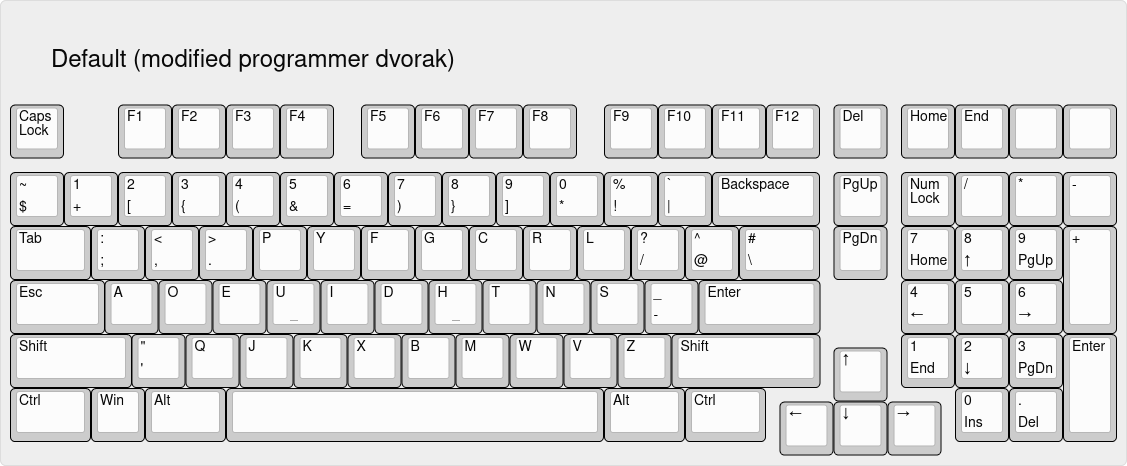 Default (modified programmer dvorak)
Caps Lock F1 F2 F3 F4 F5 F6 F7 F8 F9 F10 F11 F12 Del Home End
~ 1 2 3 4 5 6 7 8 9 0 % ` Backspace PgUp Num Lock / * -
$ + [ { ( & = ) } ] * ! |
Tab : < > P Y F G C R L ? ^ # PgDn 7 8 9 +
; , . / @ \ Home ↑ PgUp
Esc A O E U I D H T N S _ Enter 4 5 6
_ _ - ← →
Shift " Q J K X B M W V Z Shift ↑ 1 2 3 Enter
' End ↓ PgDn
Ctrl Win Alt Alt Ctrl ← ↓ → 0 .
Ins Del